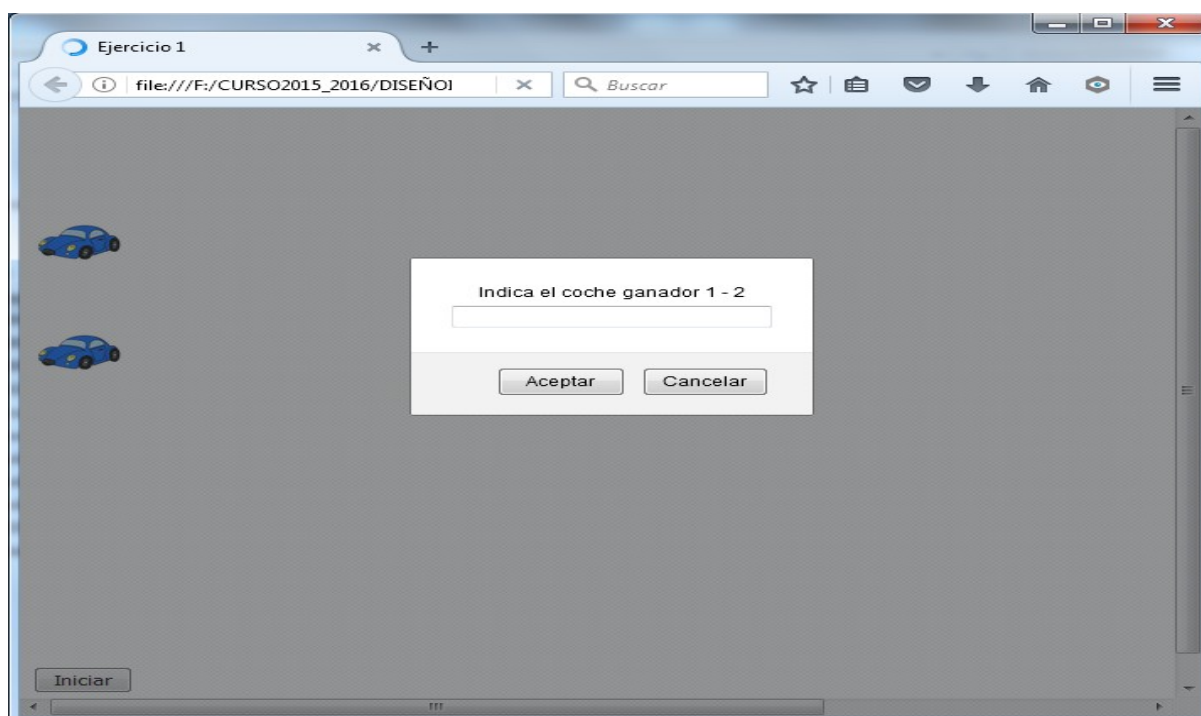 Ejercicio 1
file:///F:/CURSO2015_2016/DISEÑOI
Buscar
Indica el coche ganador 1 - 2
Aceptar Cancelar
Iniciar